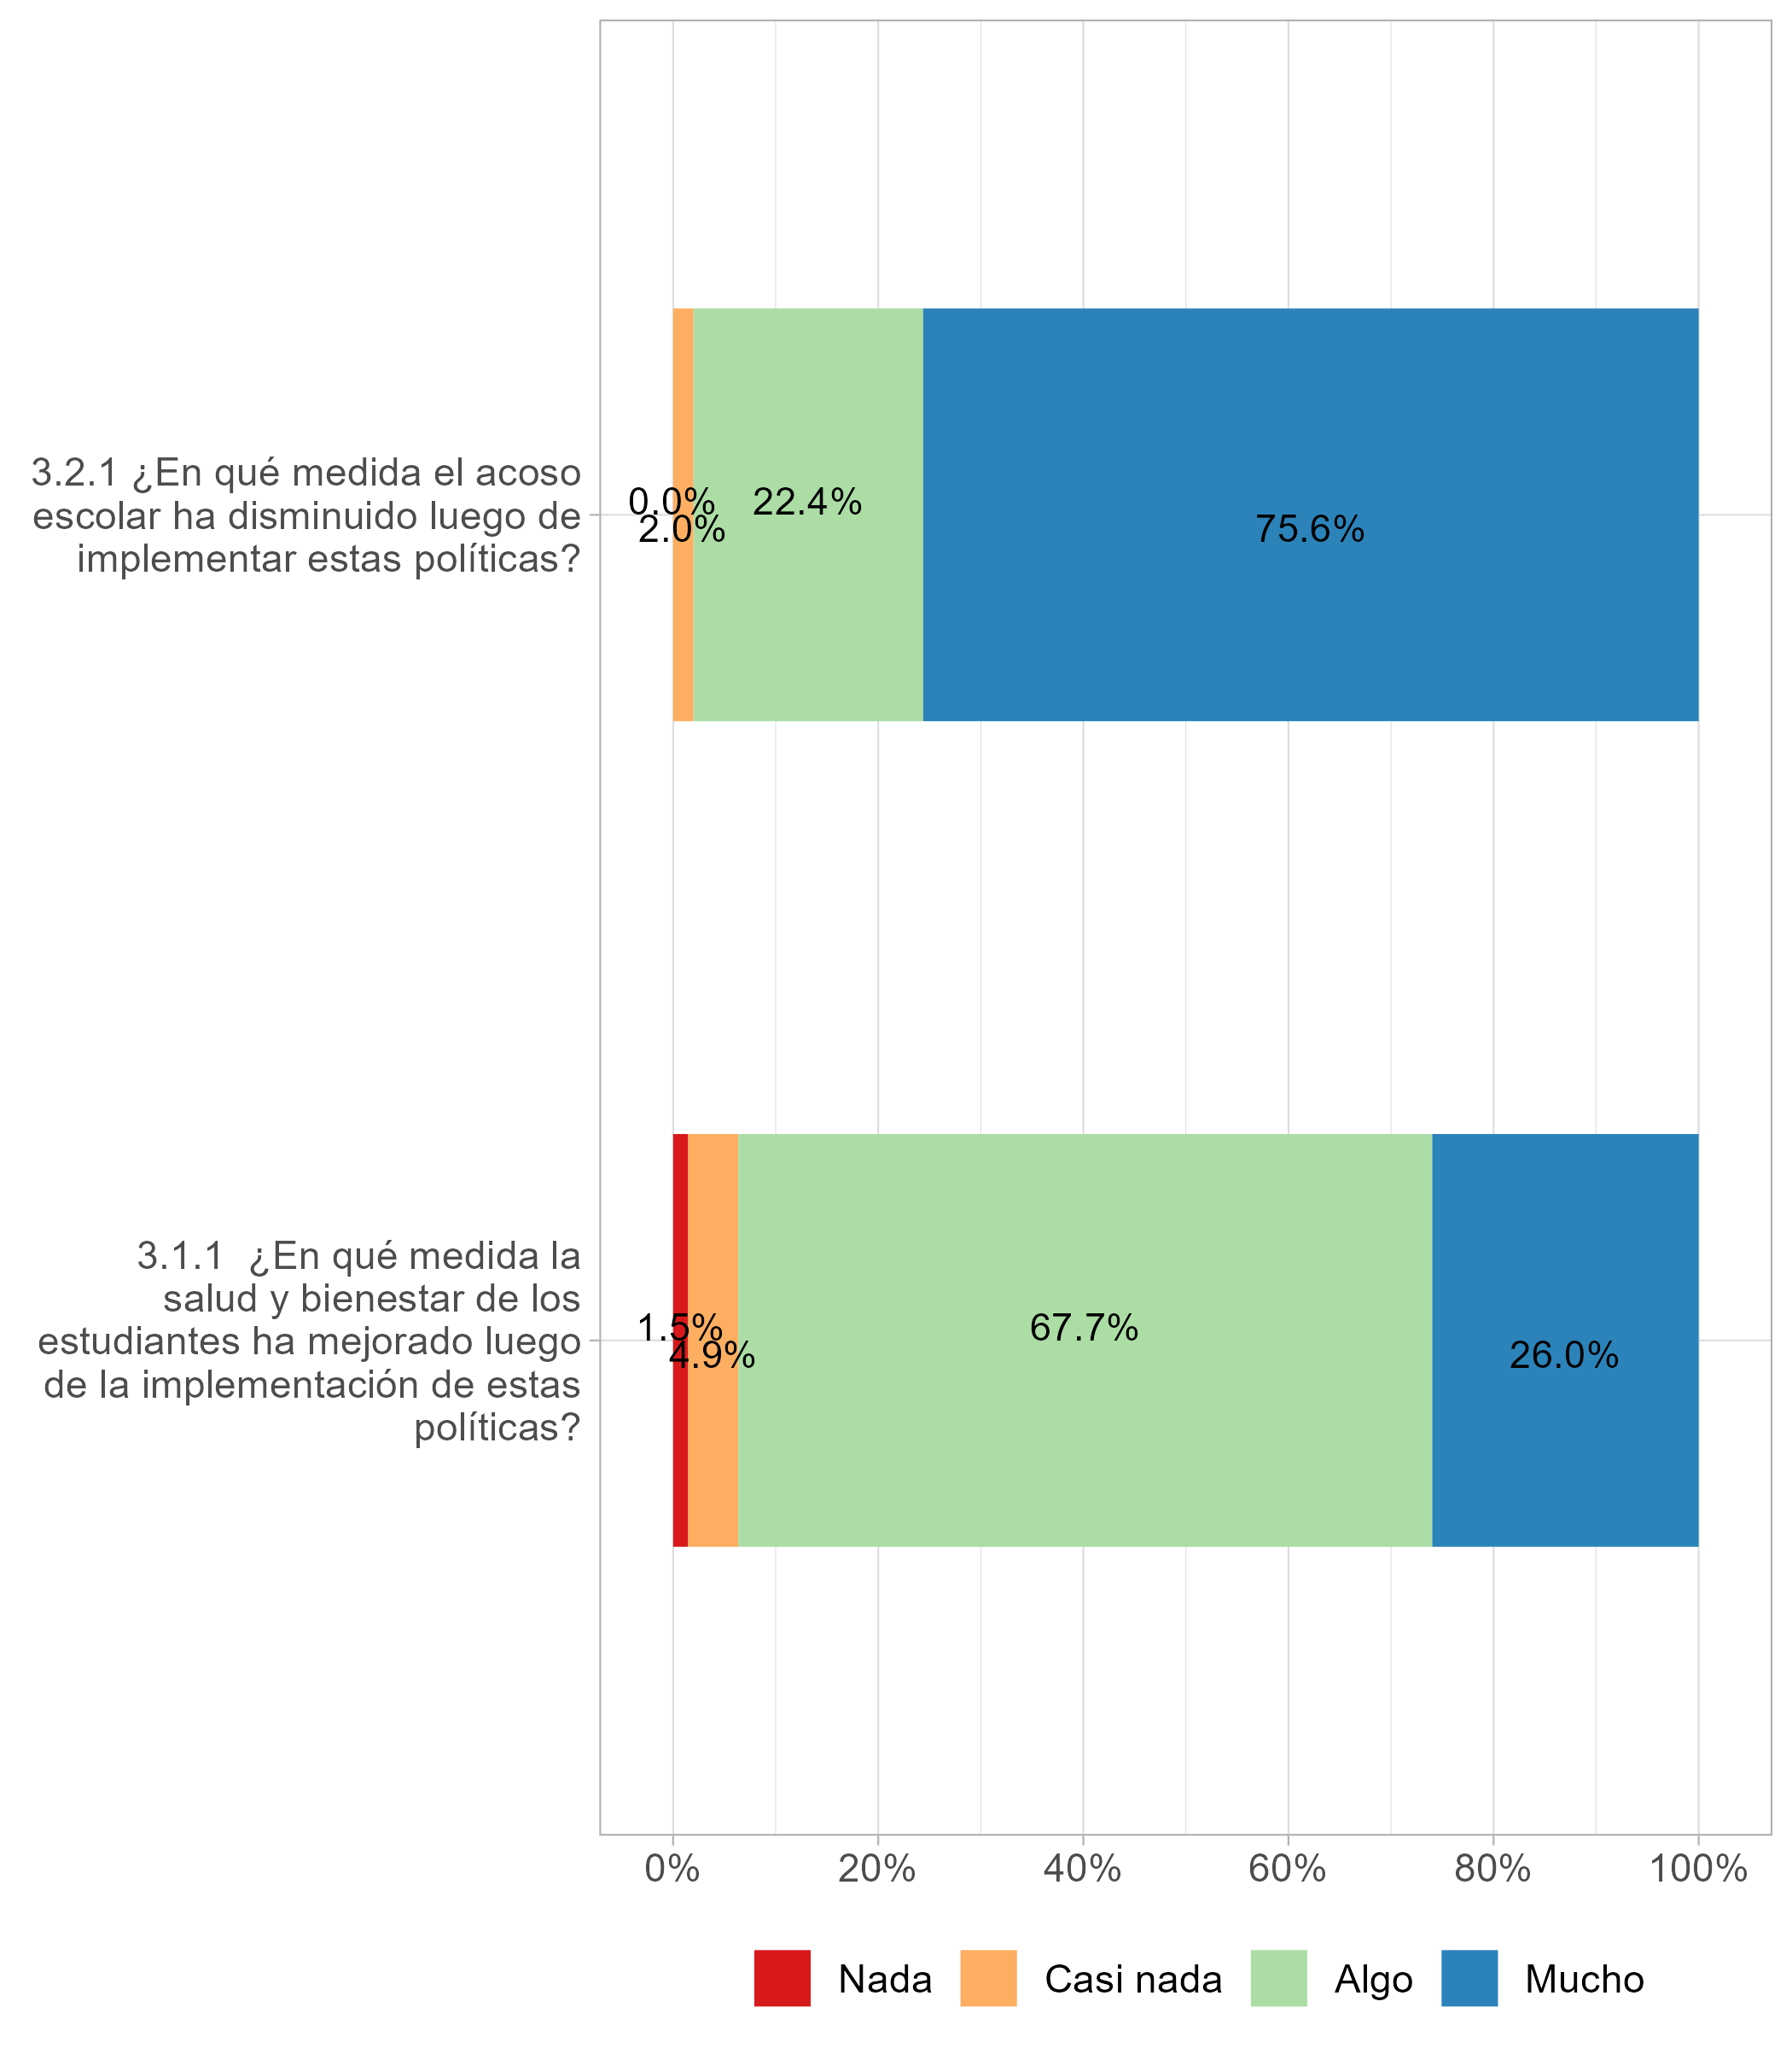 3.2.1 ¿En qué medida el acoso
escolar ha disminuido luego de
implementar estas políticas?
0.0%
2.0%
22.4%
75.6%
3.1.1  ¿En qué medida la
salud y bienestar de los
estudiantes ha mejorado luego
de la implementación de estas
políticas?
1.5%
4.9%
67.7%
26.0%
0% 20% 40% 60% 80% 100%
Nada Casi nada Algo Mucho